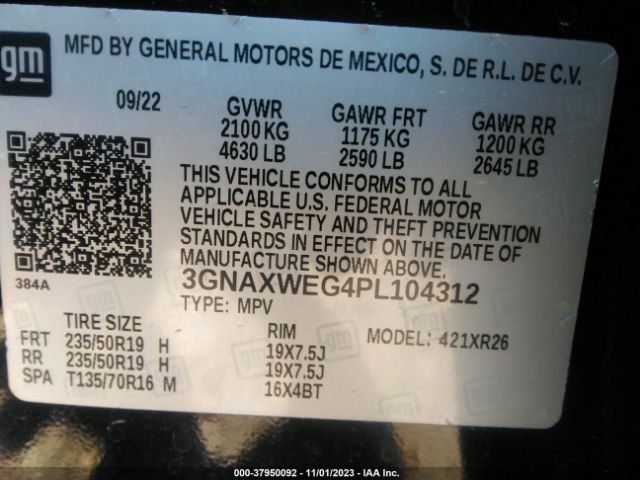 gm
MFD BY GENERAL MOTORS DE MEXICO, S. DE R.L. DE C.V.
09/22
GVWR GAWR FRT GAWR RR
2100 KG 1175 KG 1200 KG
4630 LB 2590 LB 2645 LB
THIS VEHICLE CONFORMS TO ALL
APPLICABLE U.S. FEDERAL MOTOR
VEHICLE SAFETY AND THEFT PREVENTION
STANDARDS IN EFFECT ON THE DATE OF
MANUFACTURE SHOWN ABOVE.
384A
3GNAXWEG4PL104312
TYPE: MPV
TIRE SIZE RIM MODEL: 421XR26
FRT 235/50R19 H 19X7.5J
RR 235/50R19 H 19X7.5J
SPA T135/70R16 M 16X4BT
000-37950092 - 11/01/2023 - IAA Inc.